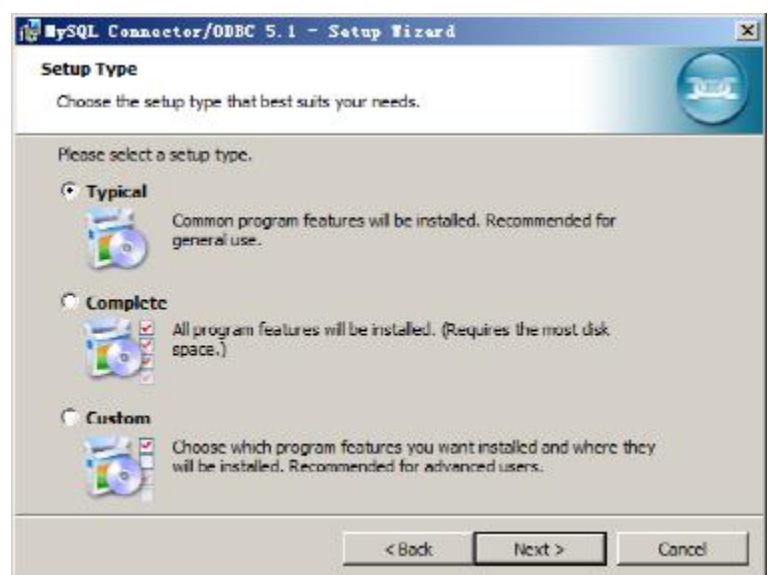 MySQL Connector/ODBC 5.1 - Setup Wizard
Setup Type
Choose the setup type that best suits your needs.
Please select a setup type.
Typical
Common program features will be installed. Recommended for
general use.
Complete
All program features will be installed. (Requires the most disk
space.)
Custom
Choose which program features you want installed and where they
will be installed. Recommended for advanced users.
< Back
Next >
Cancel